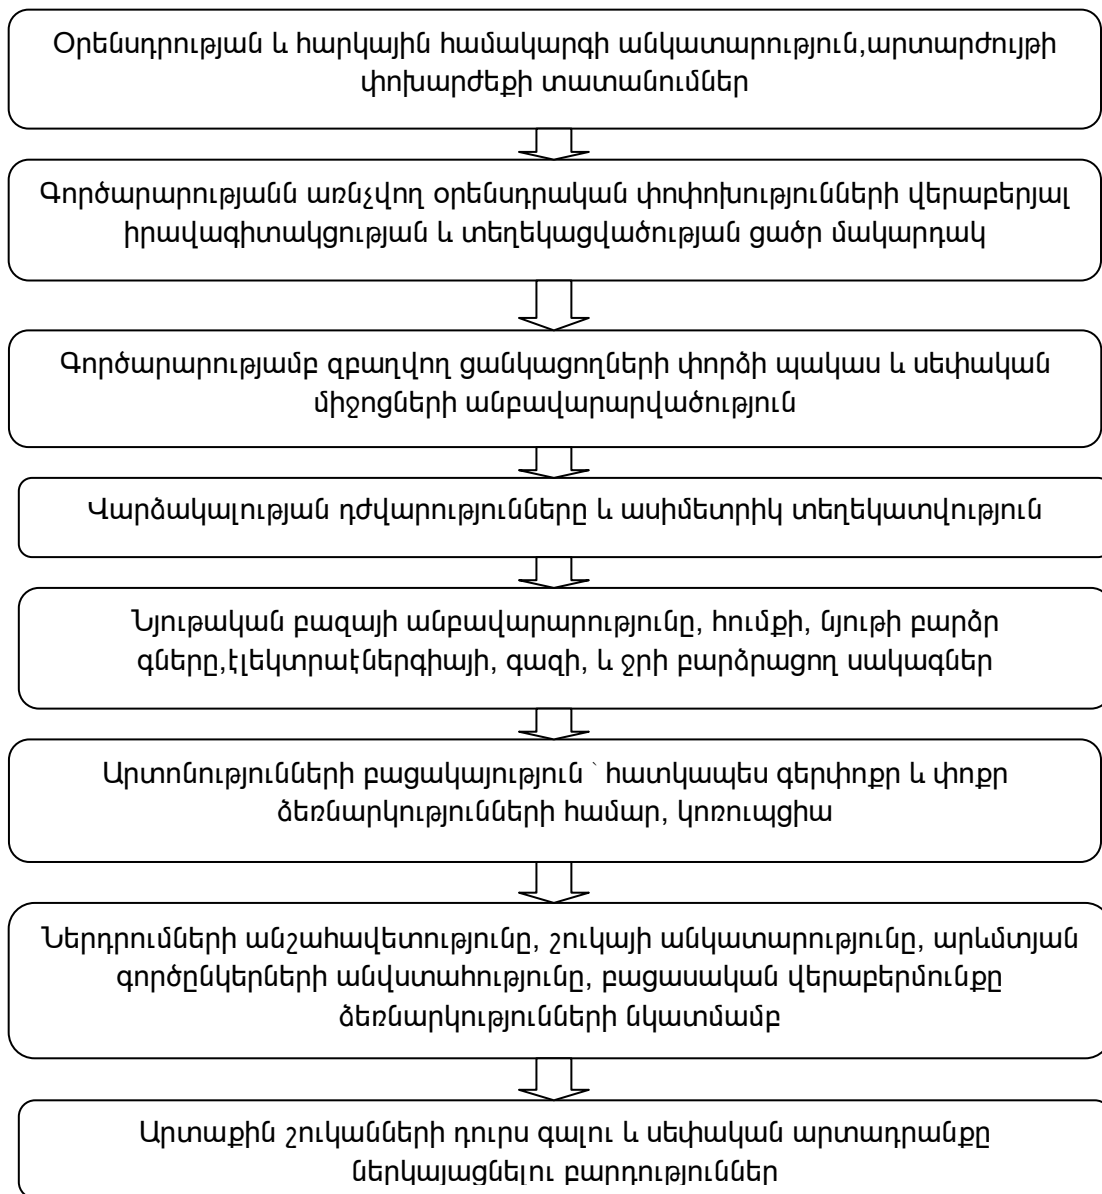 Օրենսդրության և հարկային համակարգի անկատարություն,արտարժույթի
փոխարժեքի տատանումներ
Գործարարությանն առնչվող օրենսդրական փոփոխությունների վերաբերյալ
իրավագիտակցության և տեղեկացվածության ցածր մակարդակ
Գործարարությամբ զբաղվող ցանկացողների փորձի պակաս և սեփական
միջոցների անբավարարվածություն
Վարձակալության դժվարությունները և ասիմետրիկ տեղեկատվություն
Նյութական բազայի անբավարարությունը, հումքի, նյութի բարձր
գները,էլեկտրաէներգիայի, գազի, և ջրի բարձրացող սակագներ
Արտոնությունների բացակայություն ՝ հատկապես գերփոքր և փոքր
ձեռնարկությունների համար, կոռուպցիա
Ներդրումների անշահավետությունը, շուկայի անկատարությունը, արևմտյան
գործընկերների անվստահությունը, բացասական վերաբերմունքը
ձեռնարկությունների նկատմամբ
Արտաքին շուկաների դուրս գալու և սեփական արտադրանքը
ներկայացնելու բարդություններ